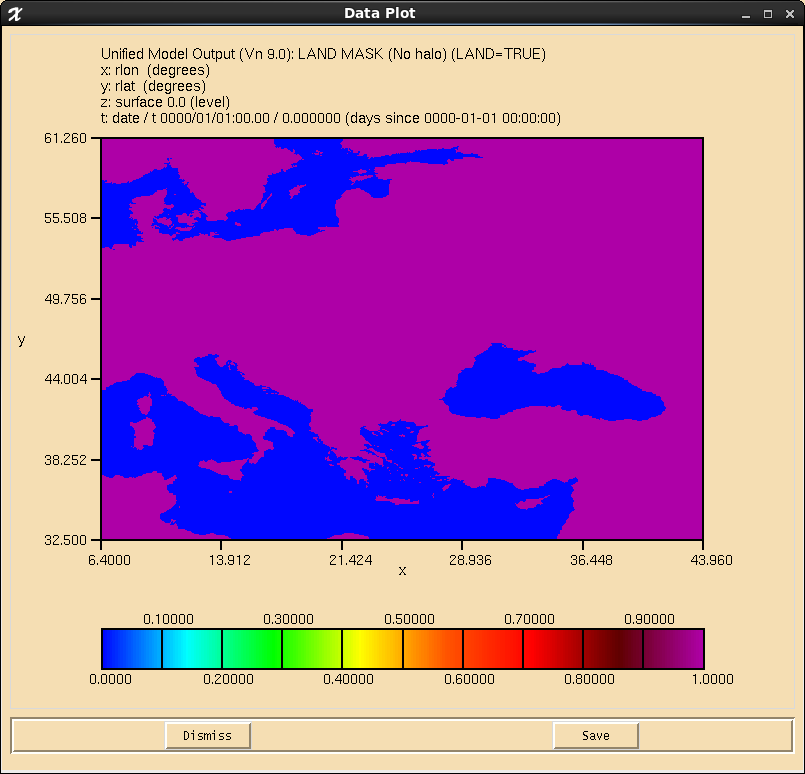 Data Plot
Unified Model Output (Vn 9.0): LAND MASK (No halo) (LAND=TRUE)
x: rlon (degrees)
y: rlat (degrees)
z: surface 0.0 (level)
t: date / t 0000/01/01:00.00 / 0.000000 (days since 0000-01-01 00:00:00)
61.260
55.508
49.756
y
44.004
38.252
32.500
6.4000 13.912 21.424 28.936 36.448 43.960
x
0.10000 0.30000 0.50000 0.70000 0.90000
0.0000 0.20000 0.40000 0.60000 0.80000 1.0000
Dismiss Save